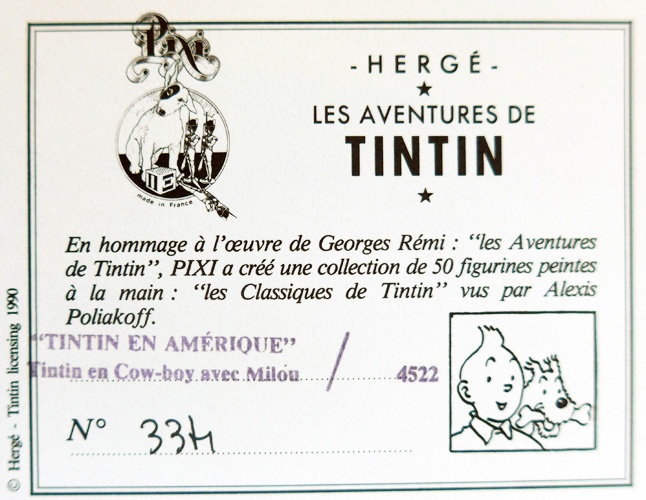 Pixi
made in France
- HERGÉ -
LES AVENTURES DE
TINTIN
En hommage à l'œuvre de Georges Rémi : "les Aventures
de Tintin", PIXI a créé une collection de 50 figurines peintes
à la main : "les Classiques de Tintin" vus par Alexis
Poliakoff.
"TINTIN EN AMÉRIQUE"
Tintin en Cow-boy avec Milou / 4522
N° 334
© Hergé - Tintin licensing 1990